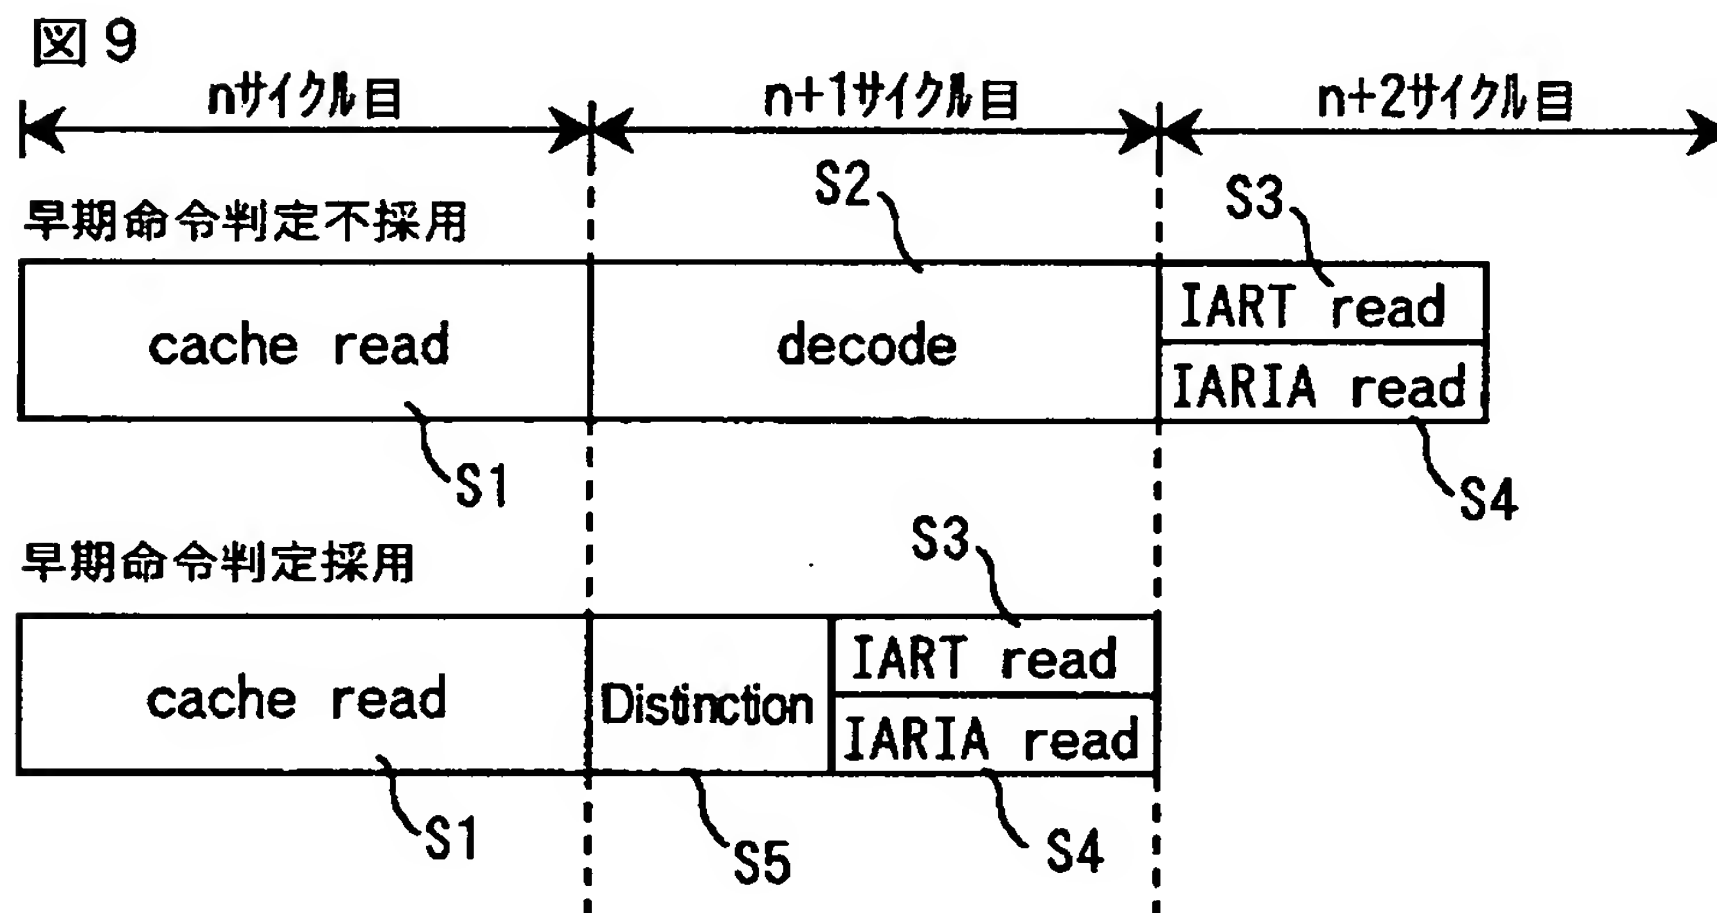 図9
nサイクル目 n+1サイクル目 n+2サイクル目
S2
S3
早期命令判定不採用
cache read decode IART read
IARIA read
S1
S4
S3
早期命令判定採用
cache read Distinction IART read
IARIA read
S1
S5
S4